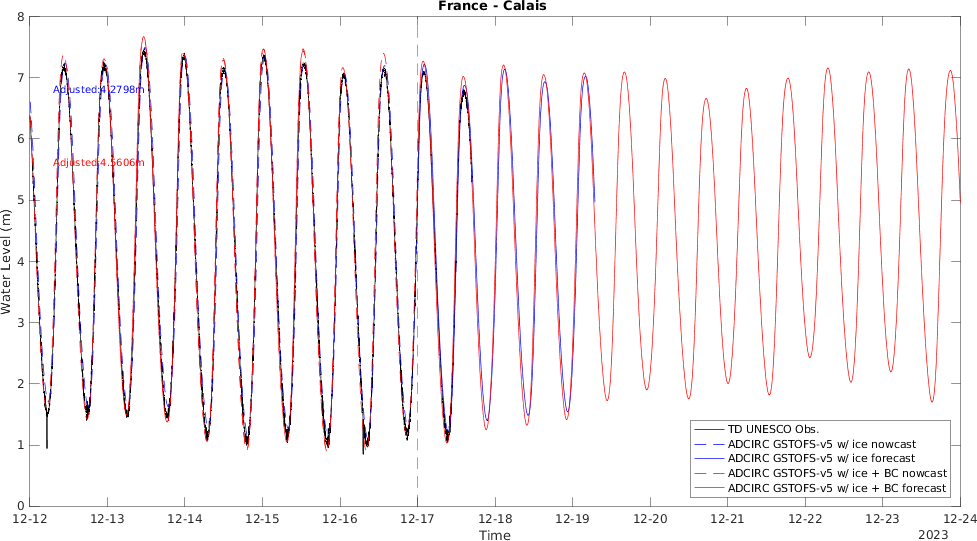 France - Calais
8
7
Adjusted:4.2798m
6
Adjusted:4.5606m
5
4
3
2
1
0
Water Level (m)
TD UNESCO Obs.
ADCIRC GSTOFS-v5 w/ ice nowcast
ADCIRC GSTOFS-v5 w/ ice forecast
ADCIRC GSTOFS-v5 w/ ice + BC nowcast
ADCIRC GSTOFS-v5 w/ ice + BC forecast
12-12 12-13 12-14 12-15 12-16 12-17 12-18 12-19 12-20 12-21 12-22 12-23 12-24
Time
2023